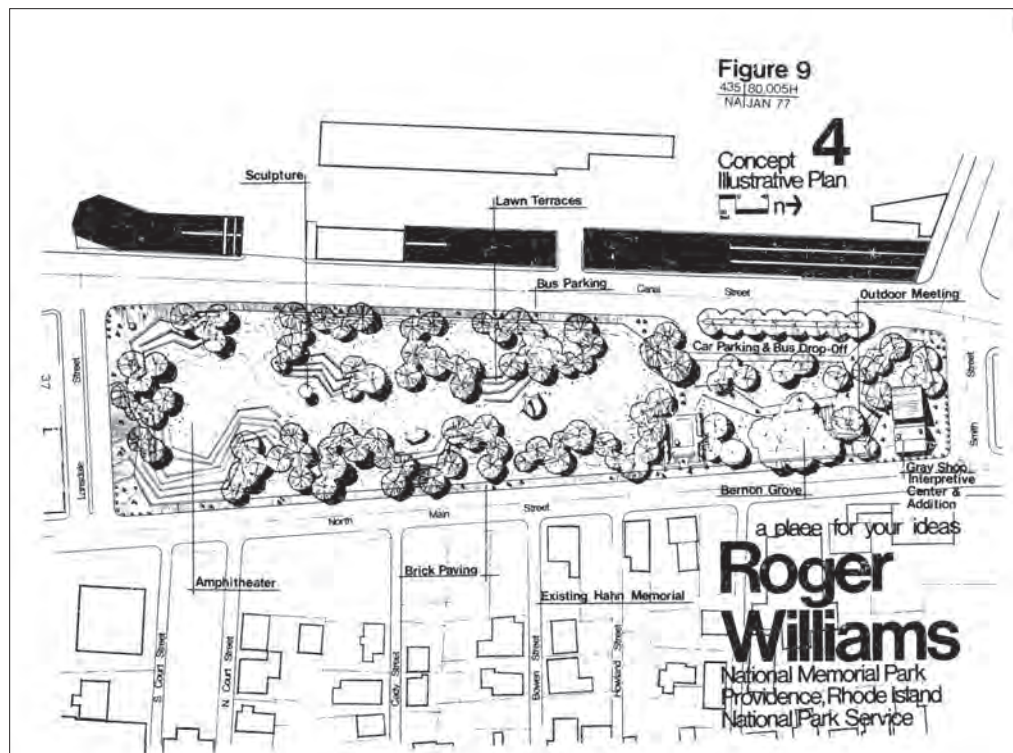 Figure 9
435 80,005H
NA JAN 77
4
Concept
Illustrative Plan
n→
Sculpture
Lawn Terraces
Bus Parking
Canal Street
Outdoor Meeting
Car Parking & Bus Drop-Off
37
Lonsdale Street
Smith Street
Gray Shop
Interpretive
Center &
Addition
Bernon Grove
North Main Street
a place for your ideas
Amphitheater
Brick Paving
Existing Hahn Memorial
S Court Street
N Court Street
Cady Street
Bowen Street
Howland Street
Roger
Williams
National Memorial Park
Providence, Rhode Island
National Park Service